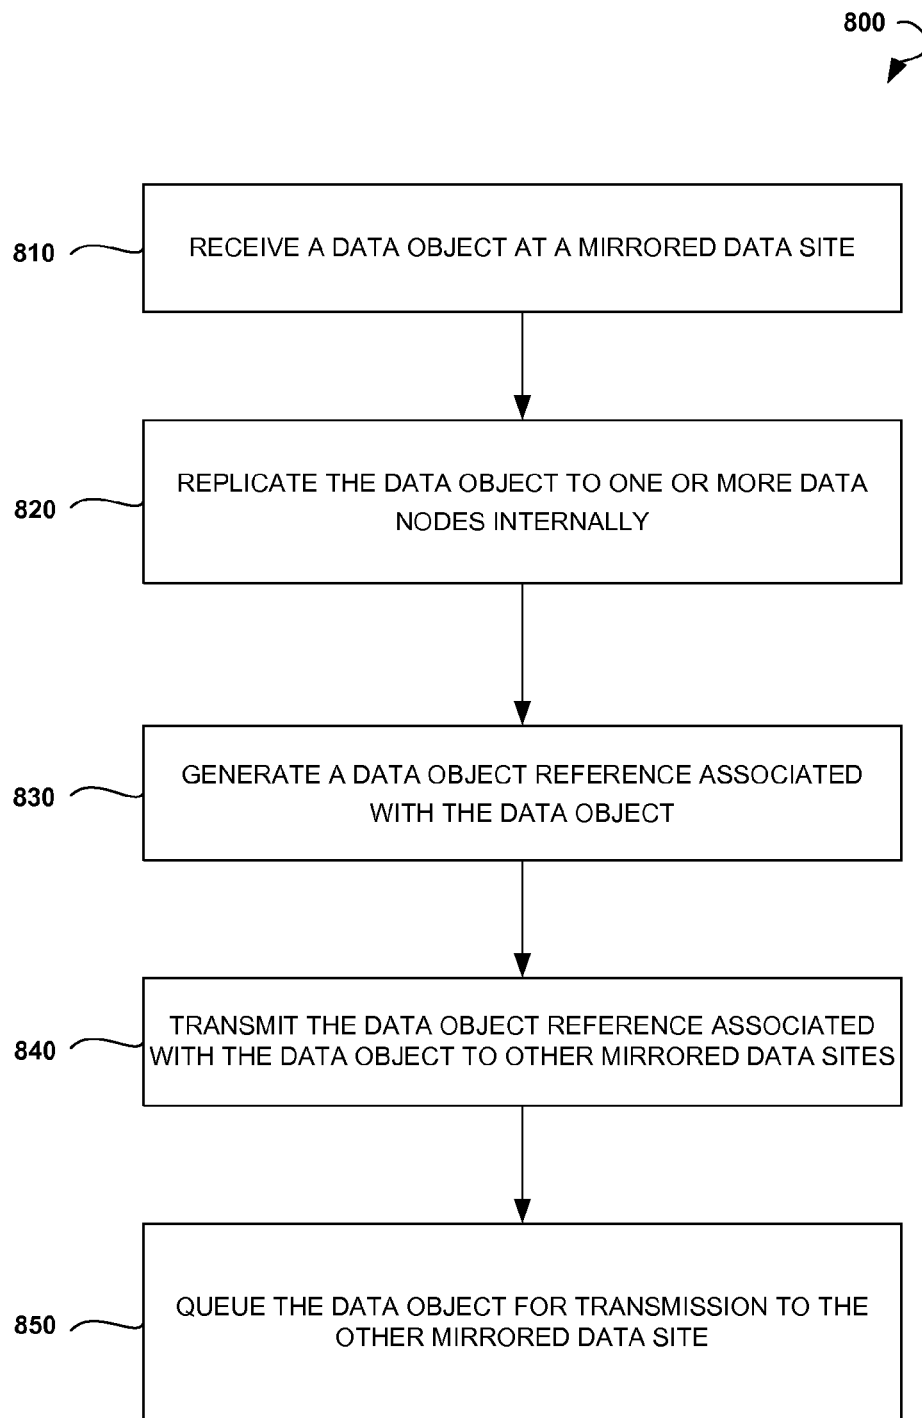 800
810
RECEIVE A DATA OBJECT AT A MIRRORED DATA SITE
820
REPLICATE THE DATA OBJECT TO ONE OR MORE DATA
NODES INTERNALLY
830
GENERATE A DATA OBJECT REFERENCE ASSOCIATED
WITH THE DATA OBJECT
840
TRANSMIT THE DATA OBJECT REFERENCE ASSOCIATED
WITH THE DATA OBJECT TO OTHER MIRRORED DATA SITES
850
QUEUE THE DATA OBJECT FOR TRANSMISSION TO THE
OTHER MIRRORED DATA SITE